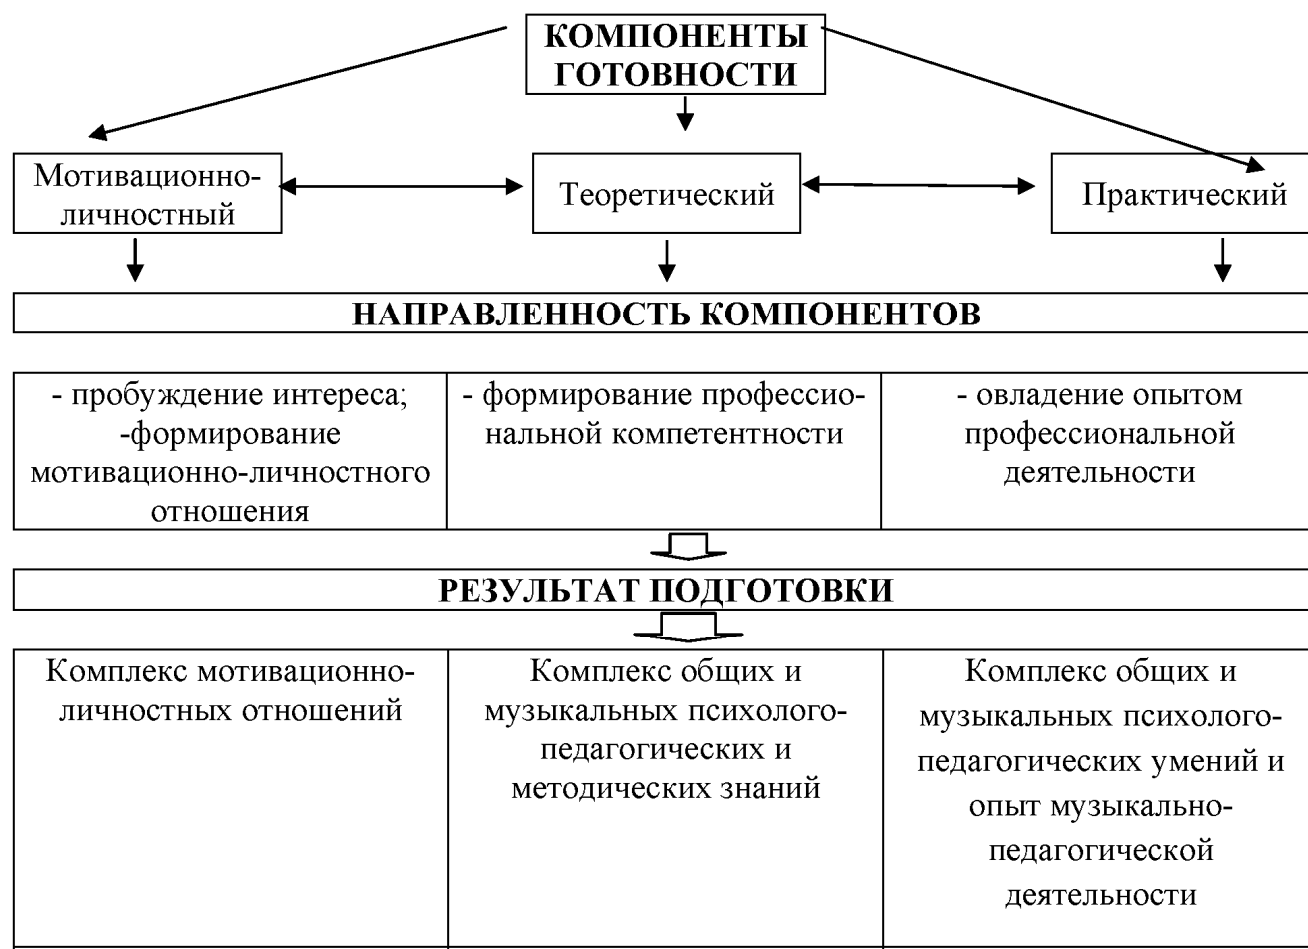 КОМПОНЕНТЫ
ГОТОВНОСТИ
Мотивационно-
личностный
Теоретический
Практический
НАПРАВЛЕННОСТЬ КОМПОНЕНТОВ
- пробуждение интереса;
-формирование
мотивационно-личностного
отношения
- формирование профессио-
нальной компетентности
- овладение опытом
профессиональной
деятельности
РЕЗУЛЬТАТ ПОДГОТОВКИ
Комплекс мотивационно-
личностных отношений
Комплекс общих и
музыкальных психолого-
педагогических и
методических знаний
Комплекс общих и
музыкальных психолого-
педагогических умений и
опыт музыкально-
педагогической
деятельности